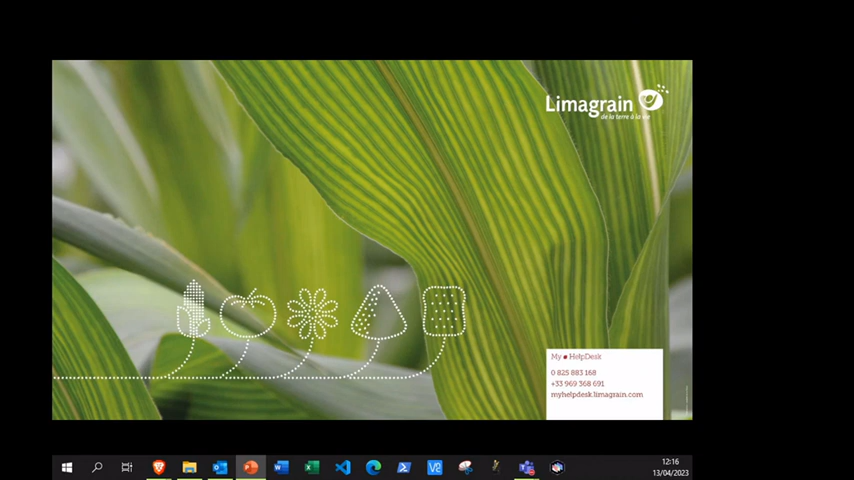 Limagrain
de la terre à la vie
My e HelpDesk
0 825 883 168
+33 969 368 691
myhelpdesk.limagrain.com
12:16
13/04/2023